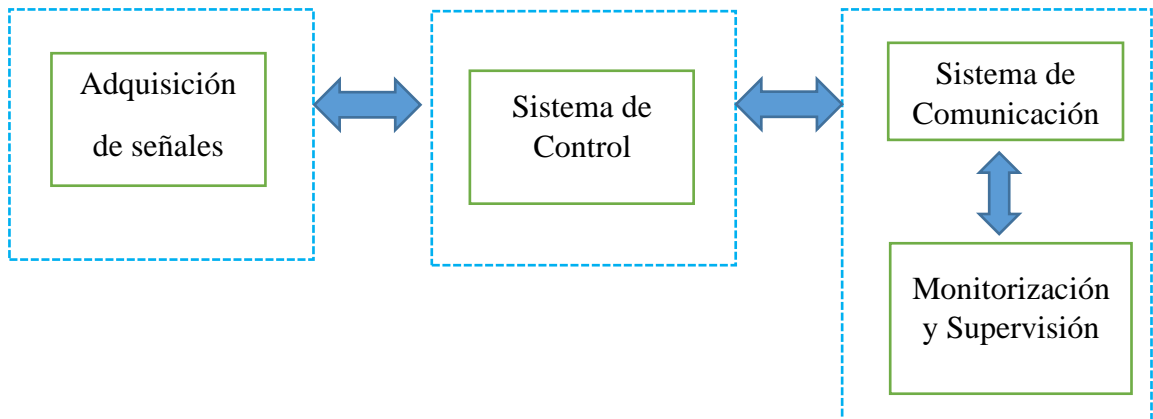 Adquisición
de señales
Sistema de
Control
Sistema de
Comunicación
Monitorización
y Supervisión